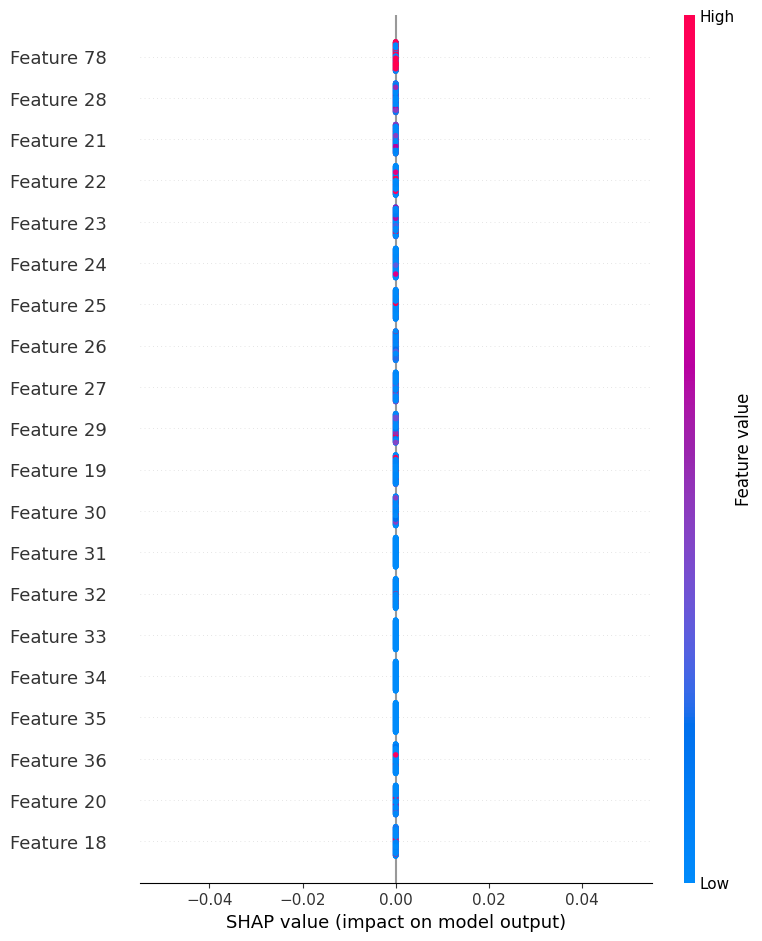 High
Feature 78
Feature 28
Feature 21
Feature 22
Feature 23
Feature 24
Feature 25
Feature 26
Feature 27
Feature 29
Feature 19
Feature 30
Feature 31
Feature 32
Feature 33
Feature 34
Feature 35
Feature 36
Feature 20
Feature 18
Feature value
Low
−0.04 −0.02 0.00 0.02 0.04
SHAP value (impact on model output)